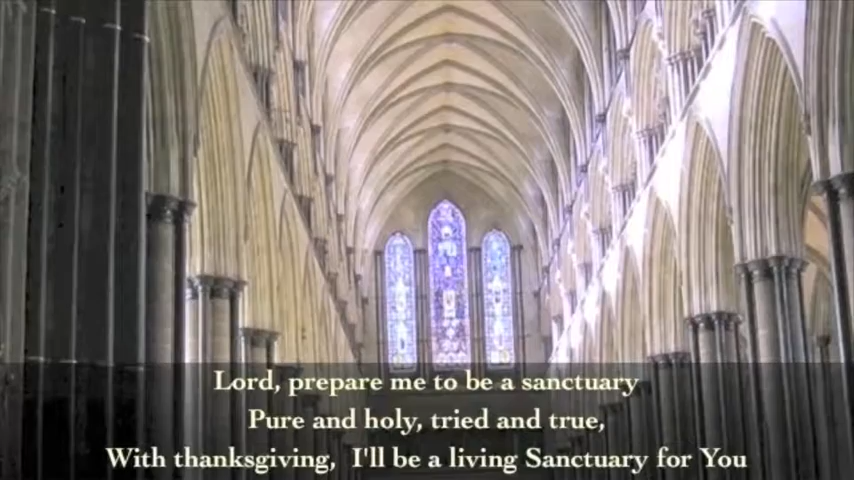 Lord, prepare me to be a sanctuary
Pure and holy, tried and true,
With thanksgiving, I'll be a living Sanctuary for You